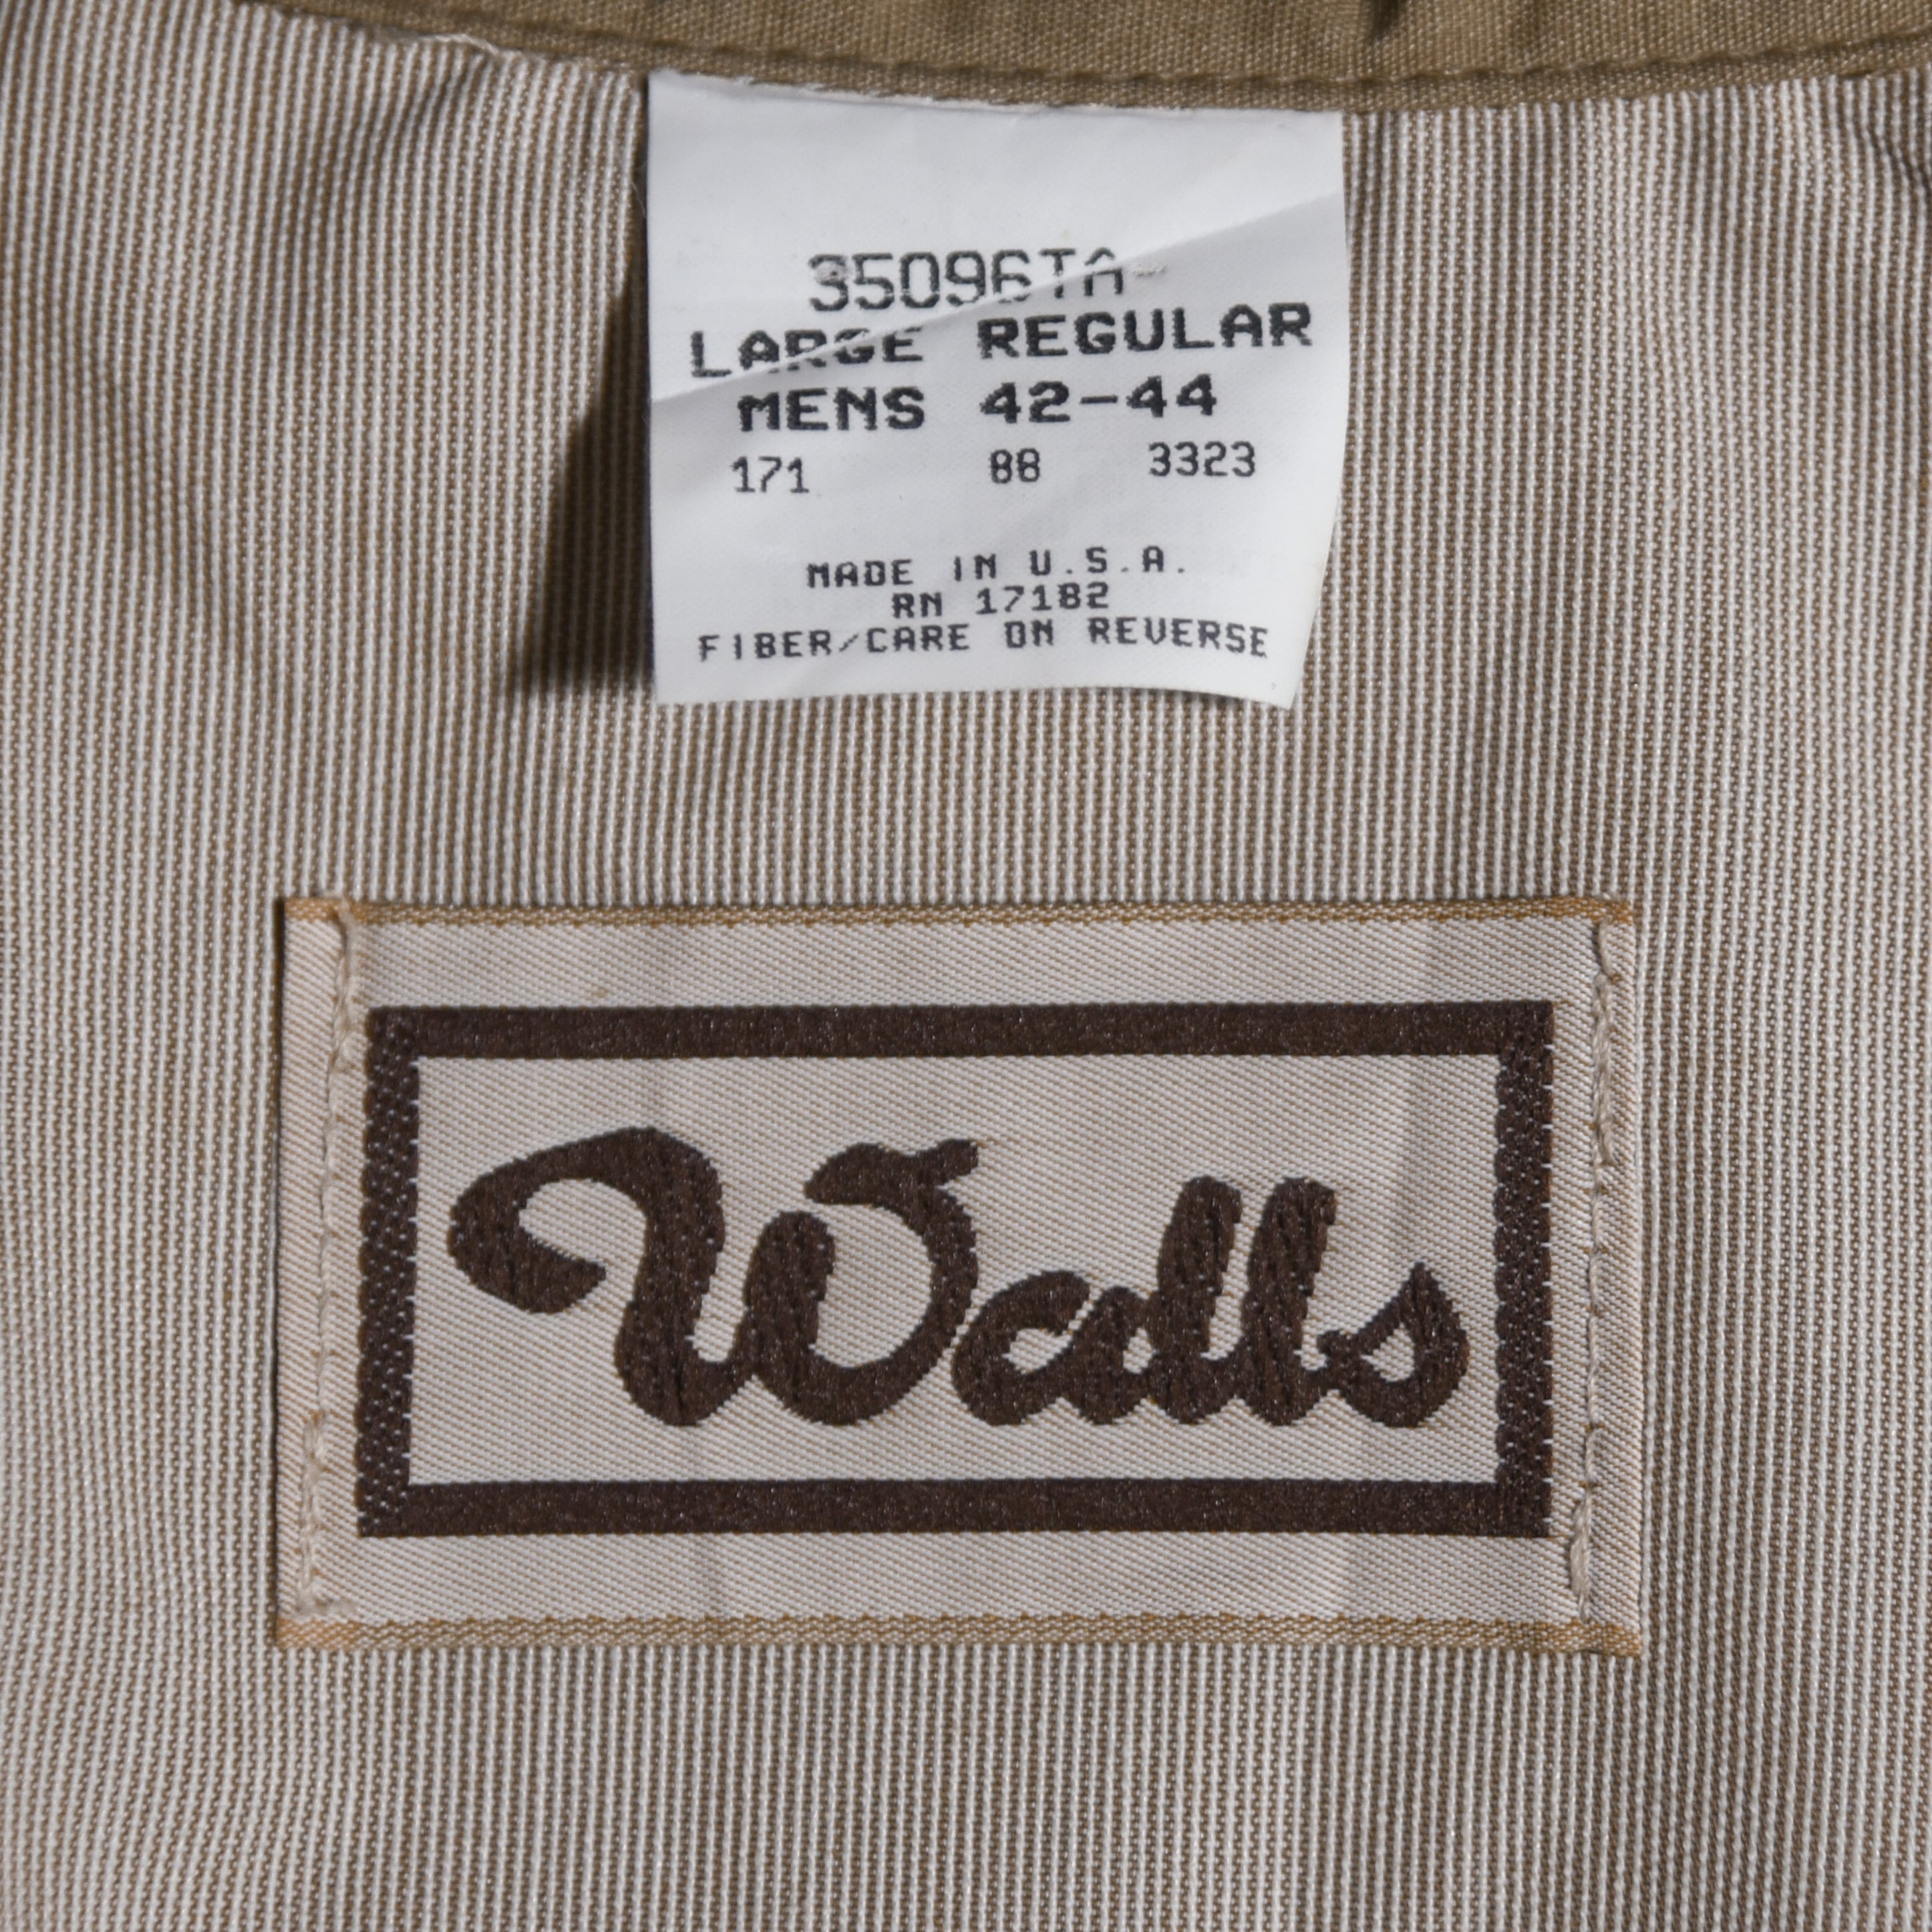 35096TA-
LARGE REGULAR
MENS 42-44
171 88 3323
MADE IN U.S.A.
RN 17182
FIBER/CARE ON REVERSE
Walls